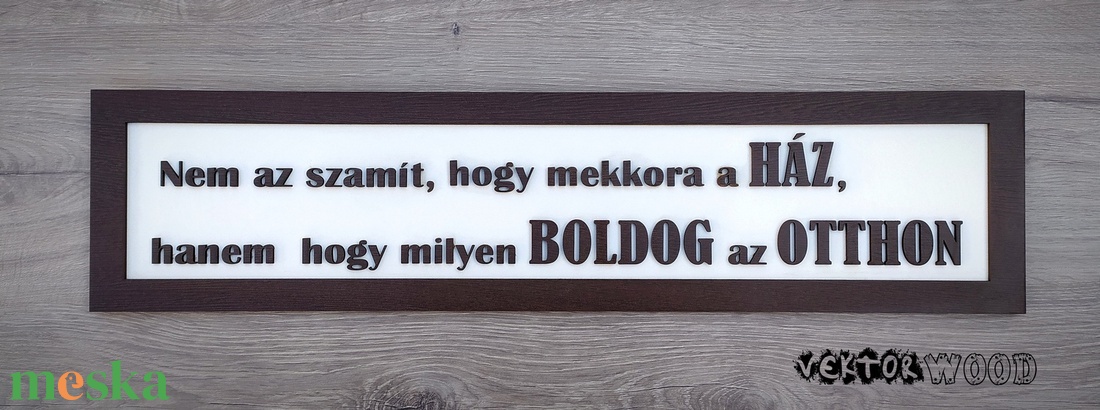 Nem az szamít, hogy mekkora a HÁZ,
hanem hogy milyen BOLDOG az OTTHON
meska
VEKTORWOOD